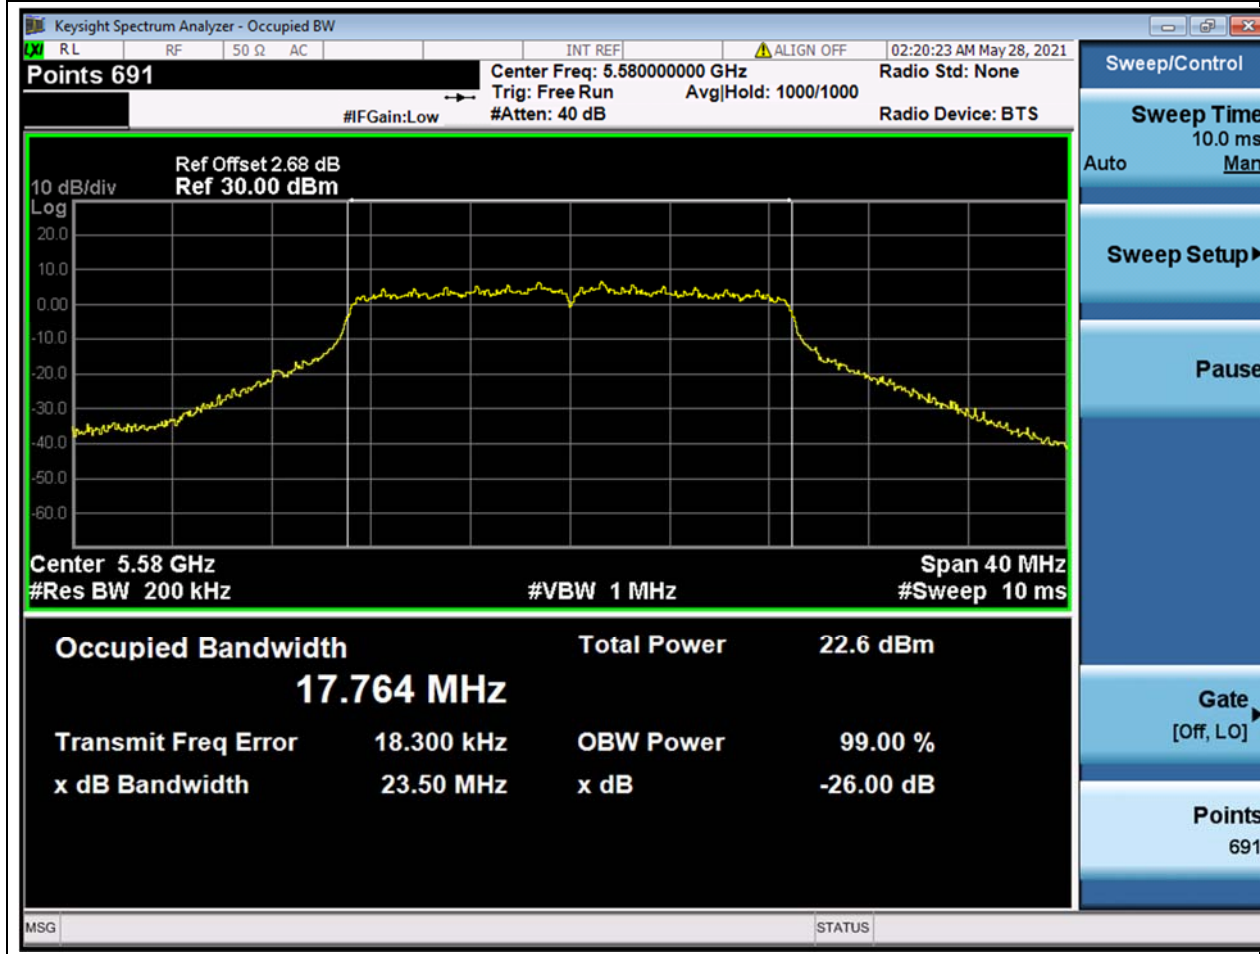 Keysight Spectrum Analyzer - Occupied BW
LXI RL RF 50 Ω AC INT REF ALIGN OFF 02:20:23 AM May 28, 2021
Points 691
Center Freq: 5.580000000 GHz Radio Std: None
Trig: Free Run Avg|Hold: 1000/1000
#IFGain:Low #Atten: 40 dB Radio Device: BTS
Ref Offset 2.68 dB
10 dB/div Ref 30.00 dBm
Log
20.0
10.0
0.00
-10.0
-20.0
-30.0
-40.0
-50.0
-60.0
Center 5.58 GHz Span 40 MHz
#Res BW 200 kHz #VBW 1 MHz #Sweep 10 ms
Occupied Bandwidth Total Power 22.6 dBm
17.764 MHz
Transmit Freq Error 18.300 kHz OBW Power 99.00 %
x dB Bandwidth 23.50 MHz x dB -26.00 dB
Sweep/Control
Sweep Time
10.0 ms
Auto Man
Sweep Setup
Pause
Gate
[Off, LO]
Points
691
MSG STATUS